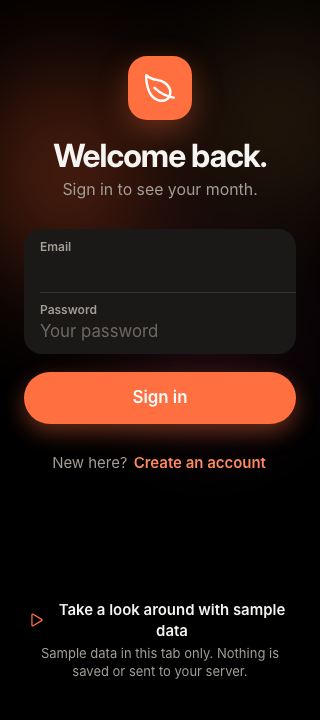 Welcome back.
Sign in to see your month.
Email
Password
Your password
Sign in
New here? Create an account
Take a look around with sample
data
Sample data in this tab only. Nothing is
saved or sent to your server.